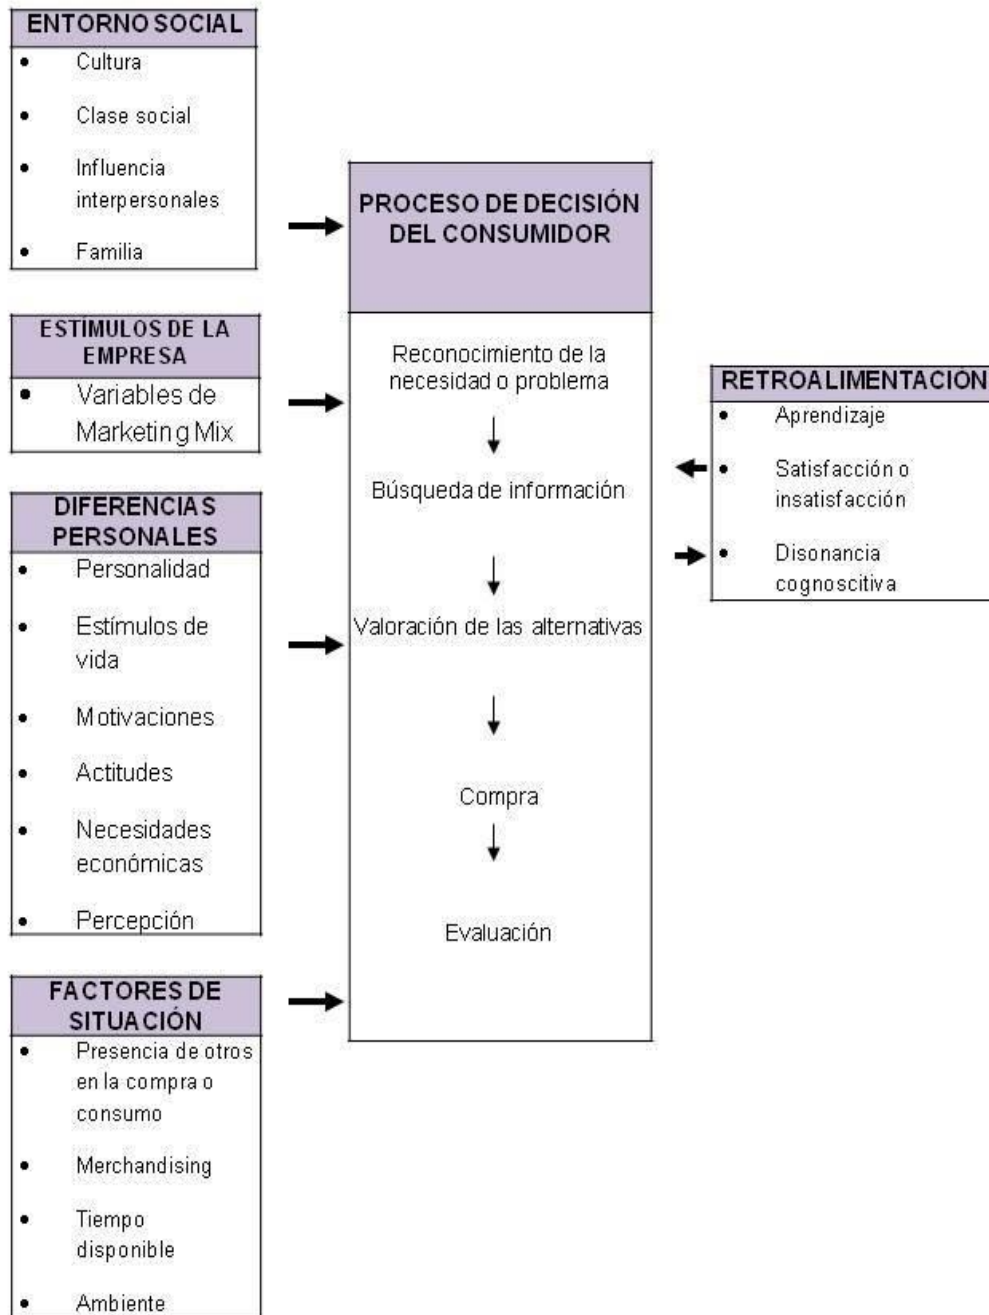 ENTORNO SOCIAL
• Cultura
• Clase social
• Influencia
interpersonales
• Familia
ESTÍMULOS DE LA
EMPRESA
• Variables de
Marketing Mix
DIFERENCIAS
PERSONALES
• Personalidad
• Estímulos de
vida
• Motivaciones
• Actitudes
• Necesidades
económicas
• Percepción
FACTORES DE
SITUACIÓN
• Presencia de otros
en la compra o
consumo
• Merchandising
• Tiempo
disponible
• Ambiente
PROCESO DE DECISIÓN
DEL CONSUMIDOR
Reconocimiento de la
necesidad o problema
Búsqueda de información
Valoración de las alternativas
Compra
Evaluación
RETROALIMENTACIÓN
• Aprendizaje
• Satisfacción o
insatisfacción
• Disonancia
cognoscitiva